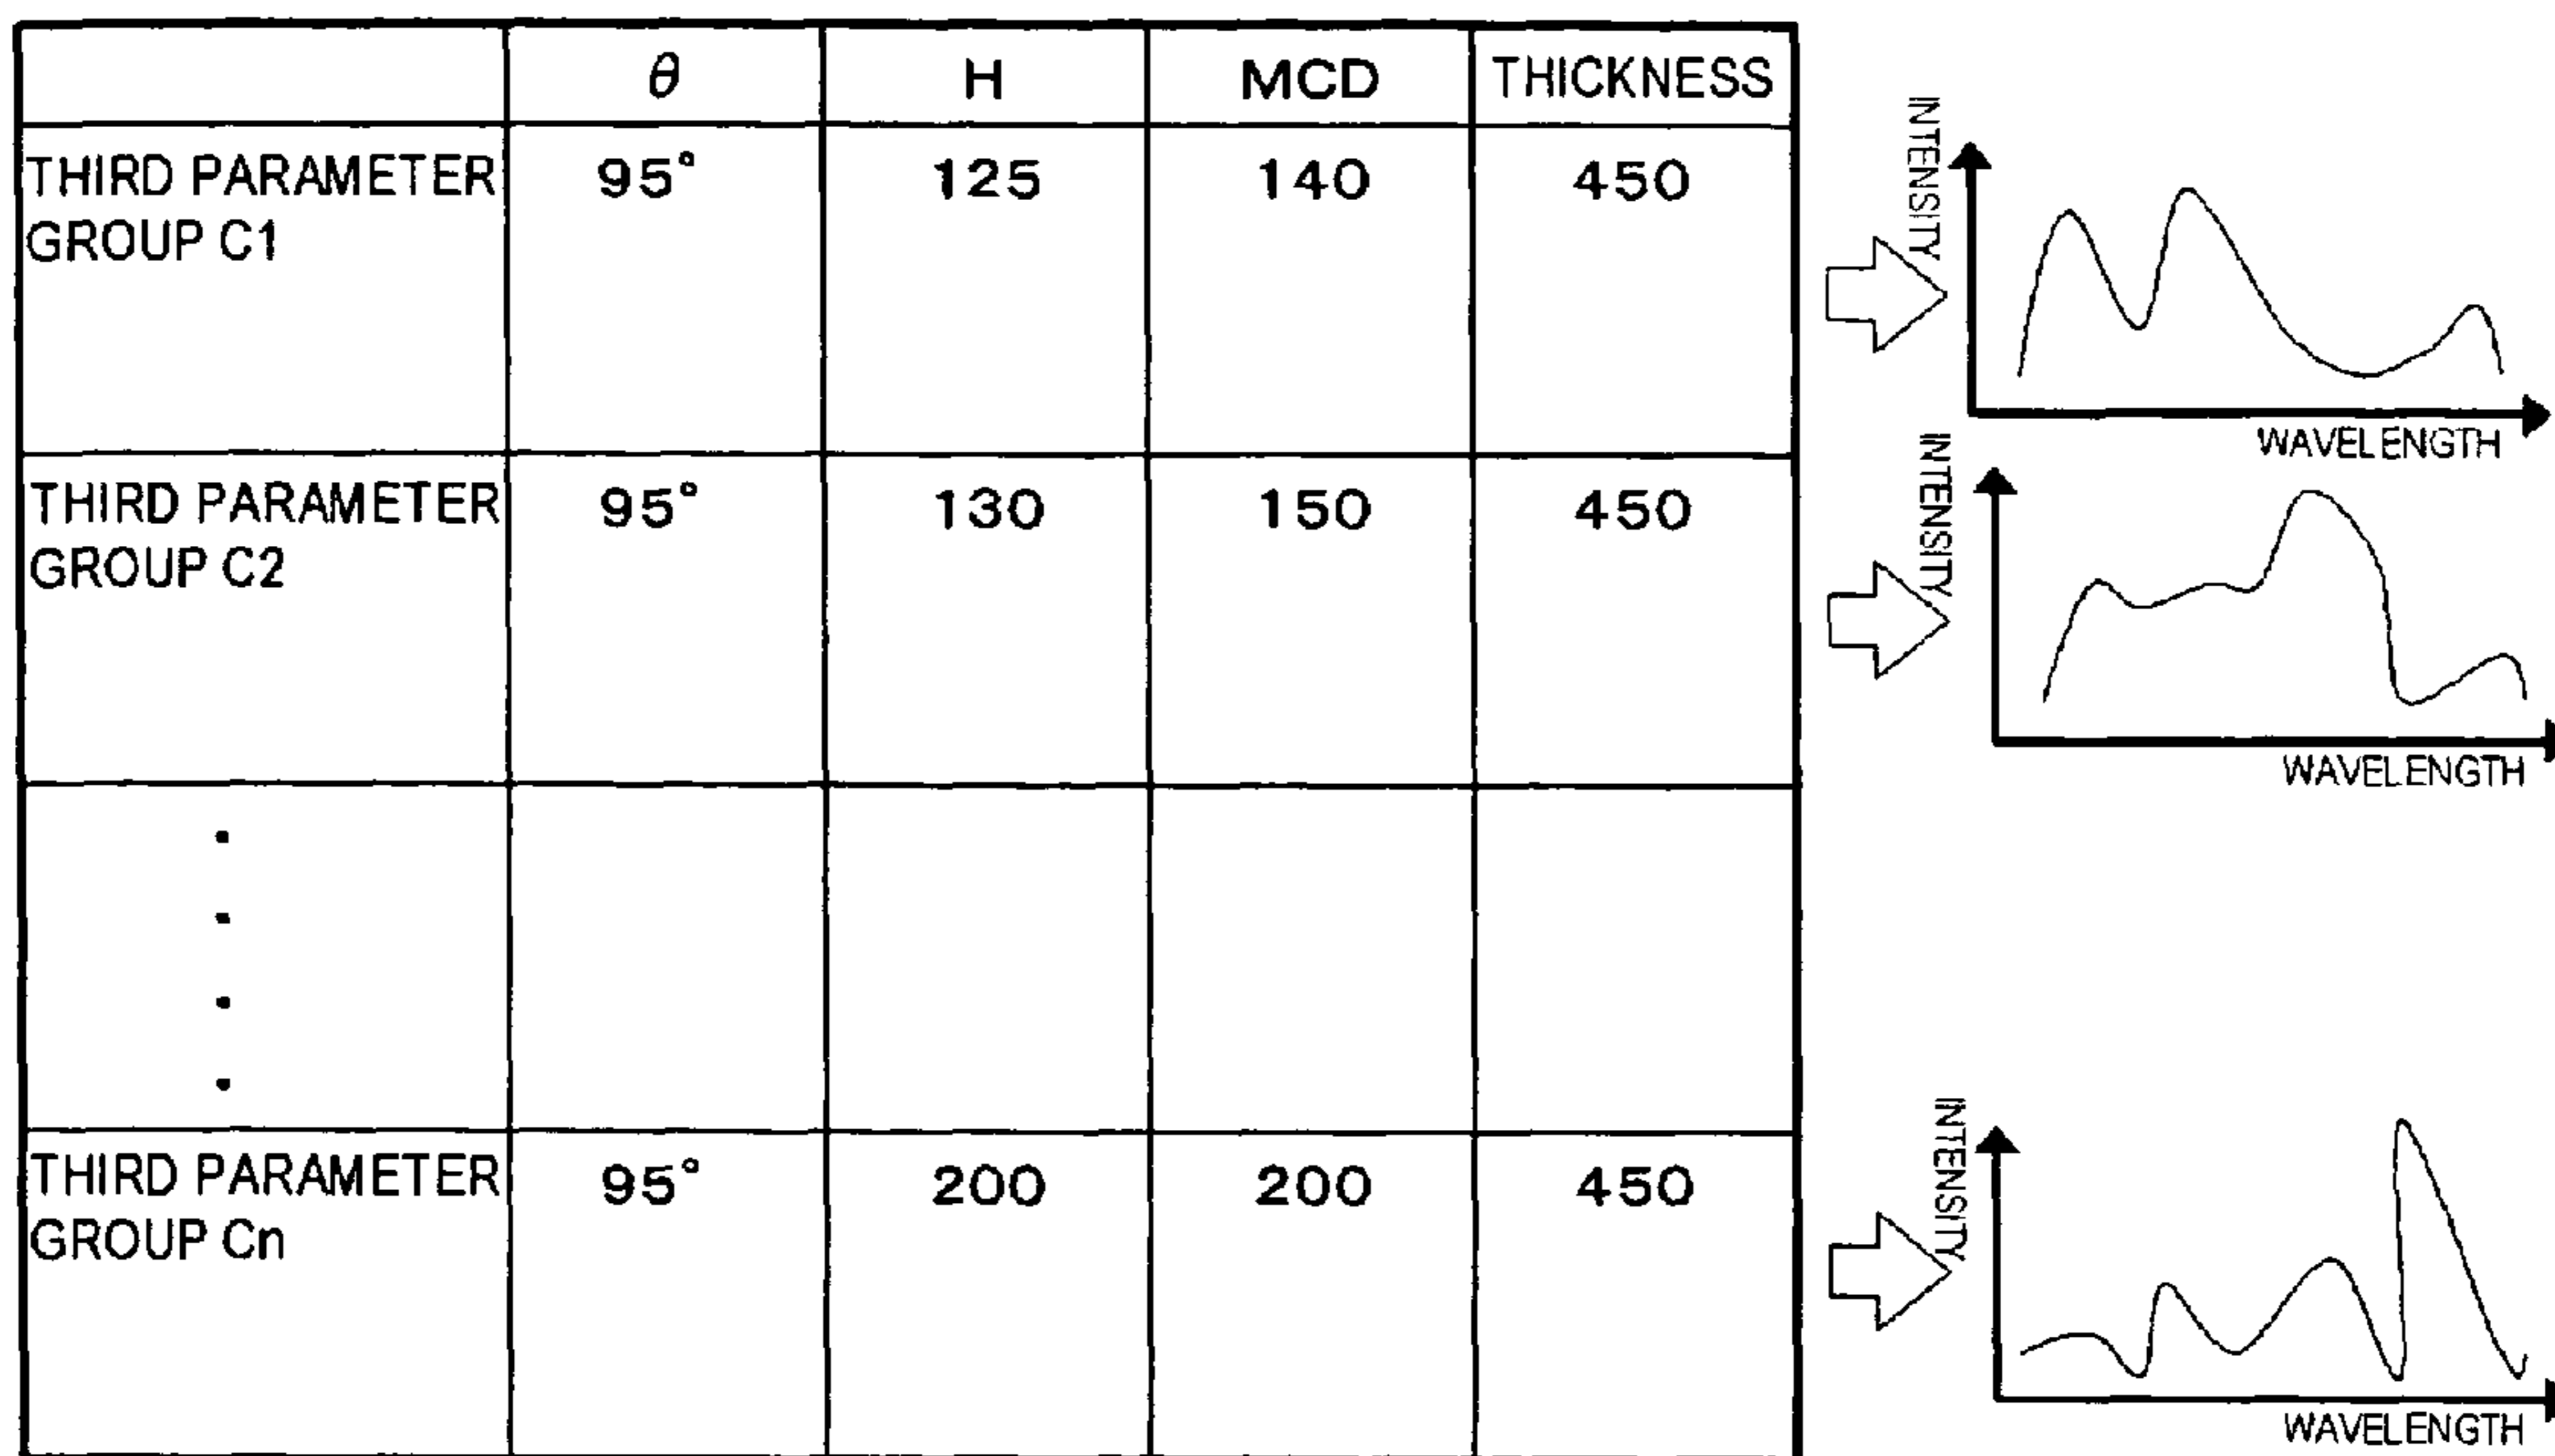 θ H MCD THICKNESS
THIRD PARAMETER 95° 125 140 450
GROUP C1
INTENSITY
WAVELENGTH
THIRD PARAMETER 95° 130 150 450
GROUP C2
INTENSITY
WAVELENGTH
THIRD PARAMETER 95° 200 200 450
GROUP Cn
INTENSITY
WAVELENGTH